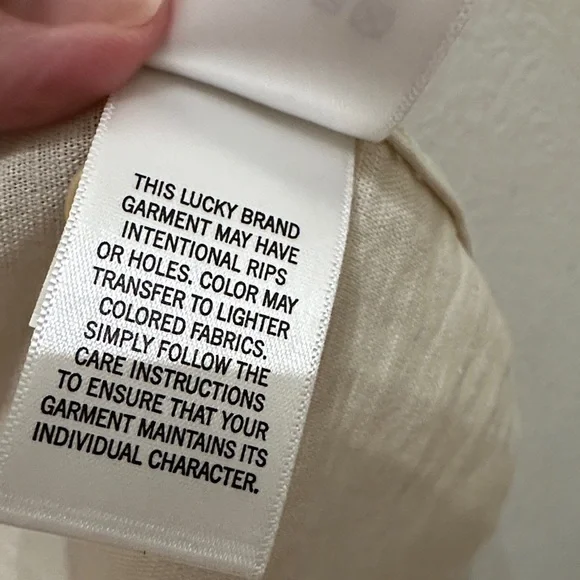 THIS LUCKY BRAND
GARMENT MAY HAVE
INTENTIONAL RIPS
OR HOLES. COLOR MAY
TRANSFER TO LIGHTER
COLORED FABRICS.
SIMPLY FOLLOW THE
CARE INSTRUCTIONS
TO ENSURE THAT YOUR
GARMENT MAINTAINS ITS
INDIVIDUAL CHARACTER.